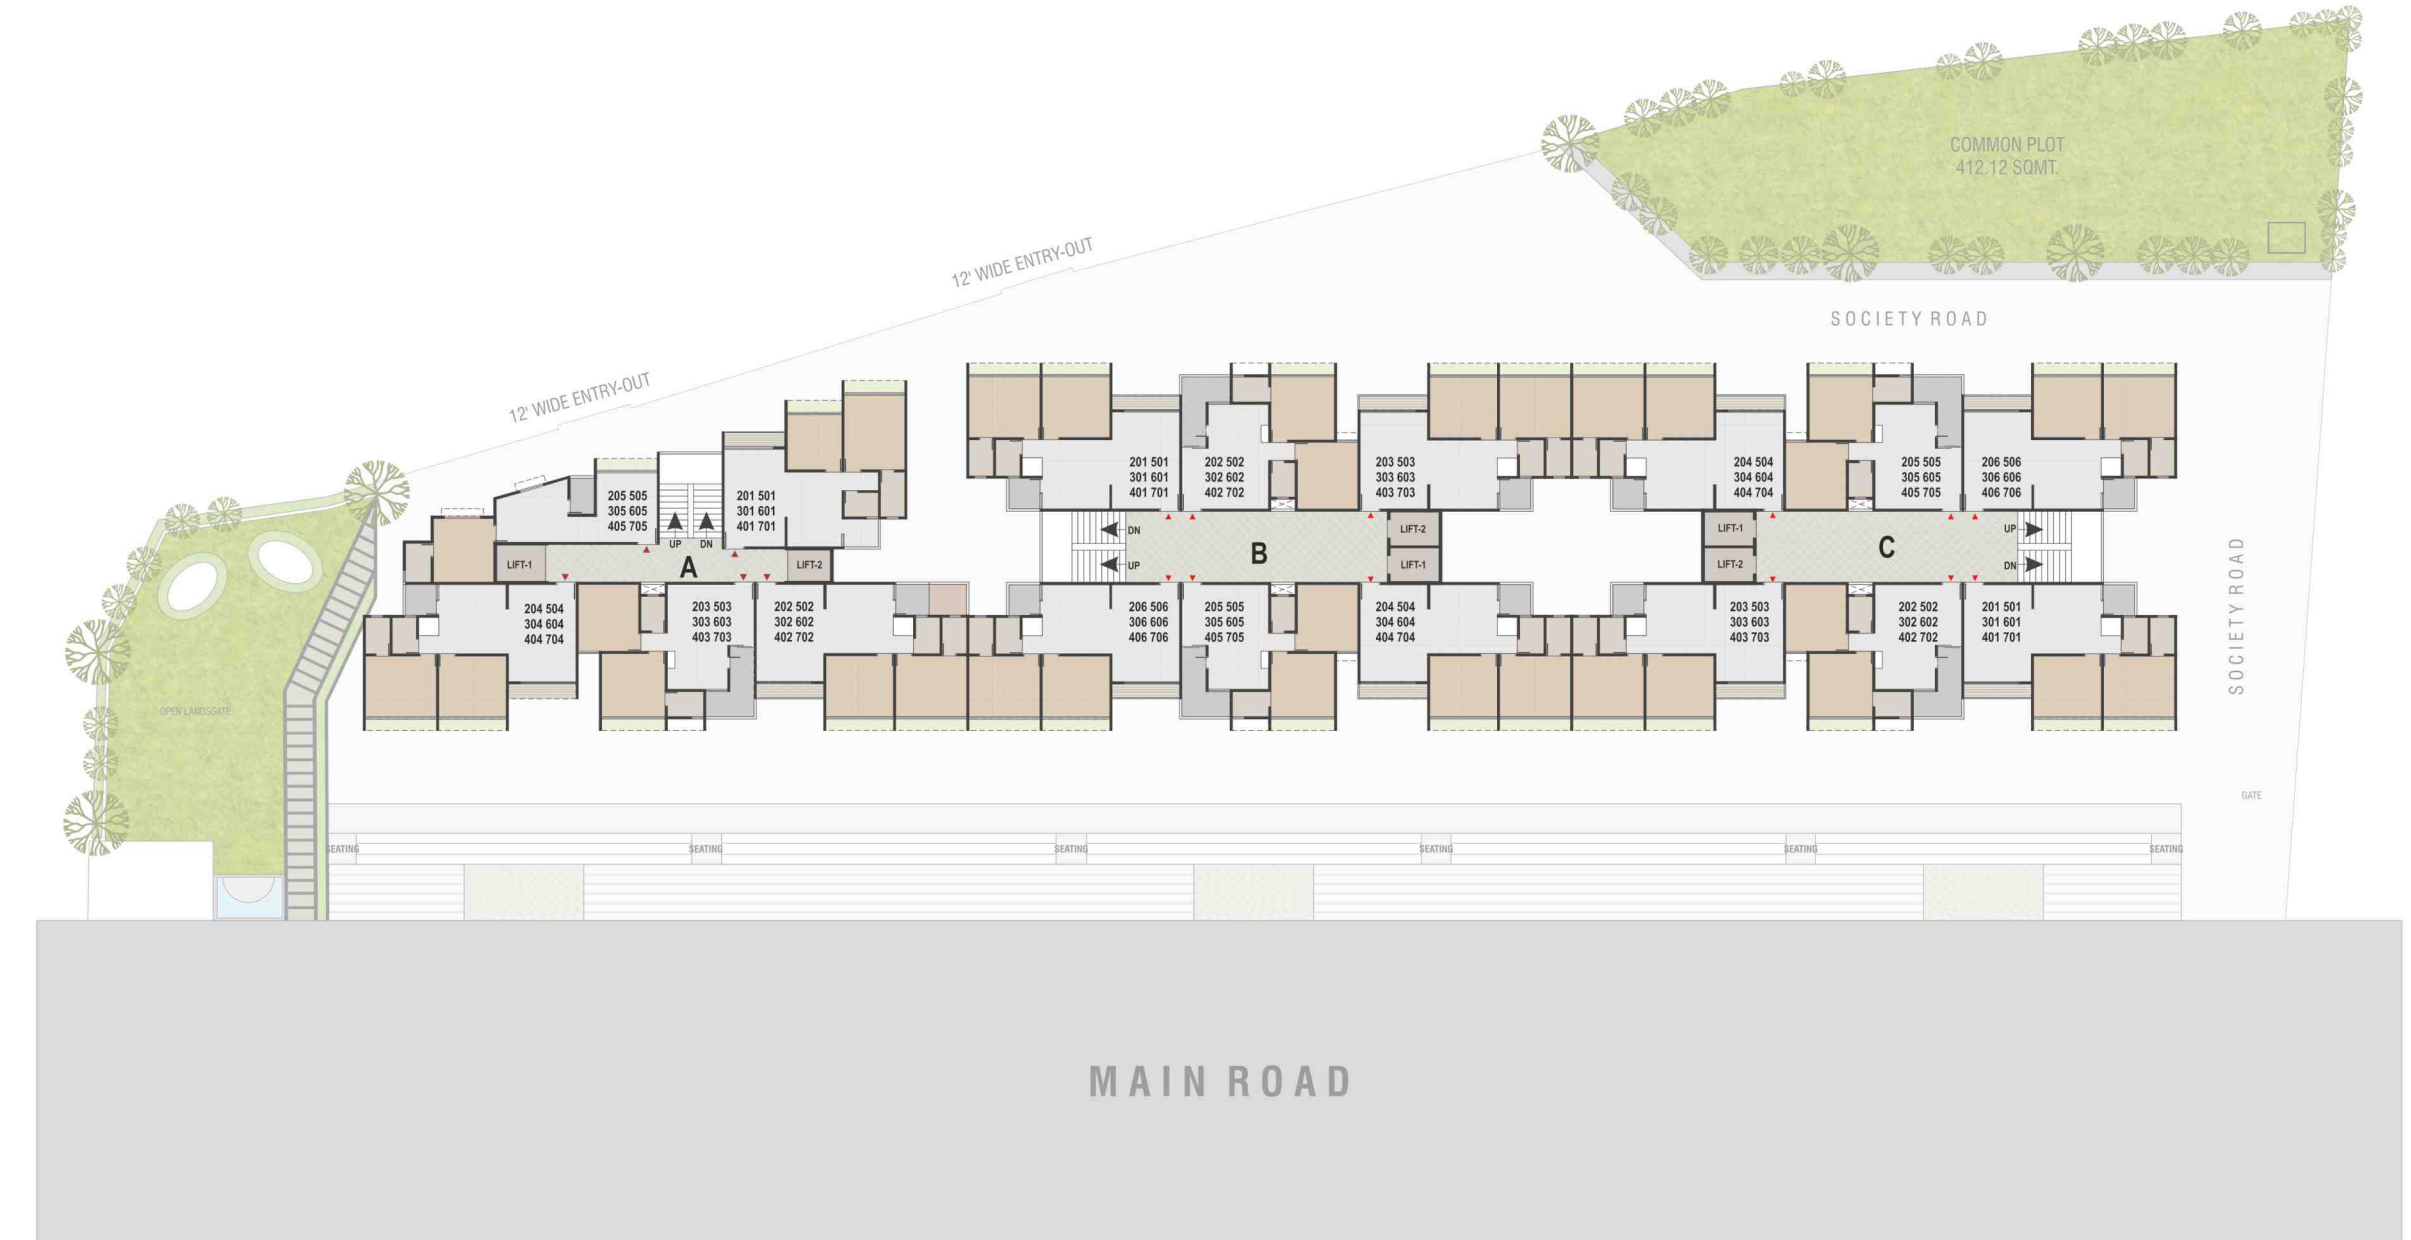 COMMON PLOT
412.12 SQMT.
12' WIDE ENTRY-OUT
SOCIETY ROAD
12' WIDE ENTRY-OUT
205 505
305 605
405 705
201 501
301 601
401 701
UP
DN
LIFT-1
A
LIFT-2
204 504
304 604
404 704
203 503
303 603
403 703
202 502
302 602
402 702
201 501
301 601
401 701
202 502
302 602
402 702
203 503
303 603
403 703
DN
UP
B
LIFT-2
LIFT-1
206 506
306 606
406 706
205 505
305 605
405 705
204 504
304 604
404 704
204 504
304 604
404 704
205 505
305 605
405 705
206 506
306 606
406 706
LIFT-1
LIFT-2
C
UP
DN
203 503
303 603
403 703
202 502
302 602
402 702
201 501
301 601
401 701
SOCIETY ROAD
OPEN LANDSGATE
GATE
SEATING
SEATING
SEATING
SEATING
SEATING
SEATING
MAIN ROAD